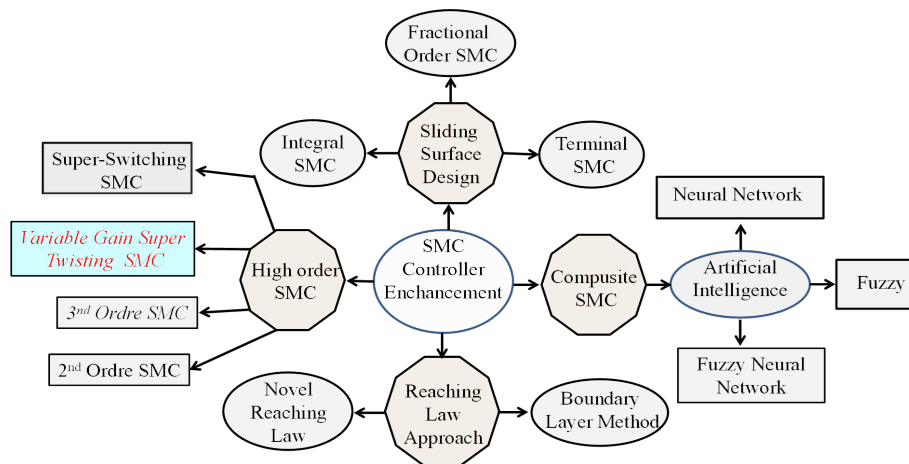 Fractional
Order SMC
Integral
SMC
Sliding
Surface
Design
Terminal
SMC
Super-Switching
SMC
Variable Gain Super
Twisting SMC
High order
SMC
3nd Ordre SMC
2nd Ordre SMC
SMC
Controller
Enchancement
Compusite
SMC
Neural Network
Artificial
Intelligence
Fuzzy
Fuzzy Neural
Network
Novel
Reaching
Law
Reaching
Law
Approach
Boundary
Layer Method